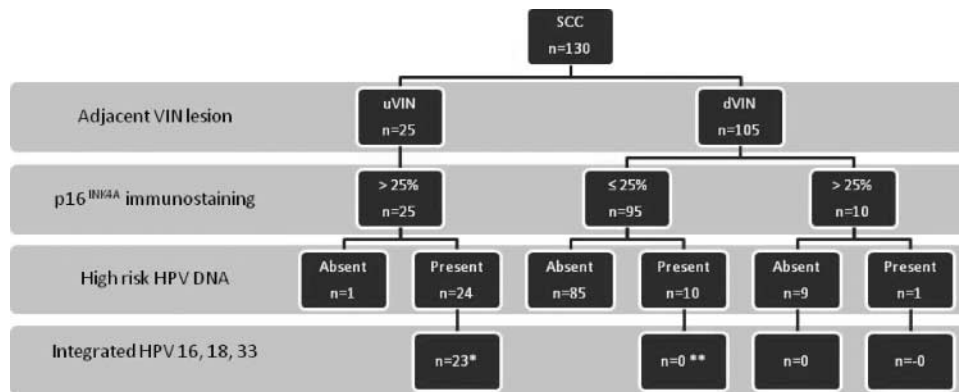 SCC
n=130
Adjacent VIN lesion
uVIN
n=25
dVIN
n=105
p16 INK4A immunostaining
> 25%
n=25
≤ 25%
n=95
> 25%
n=10
High risk HPV DNA
Absent
n=1
Present
n=24
Absent
n=85
Present
n=10
Absent
n=9
Present
n=1
Integrated HPV 16, 18, 33
n=23*
n=0 **
n=0
n=-0